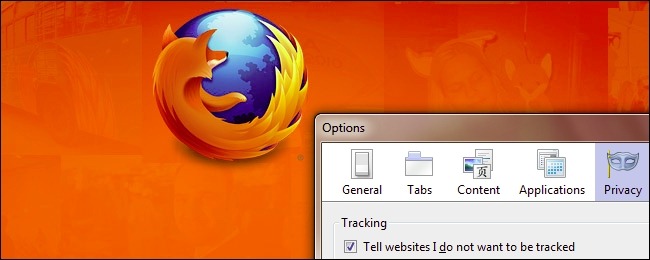 Options
General Tabs Content Applications Privacy
Tracking
Tell websites I do not want to be tracked